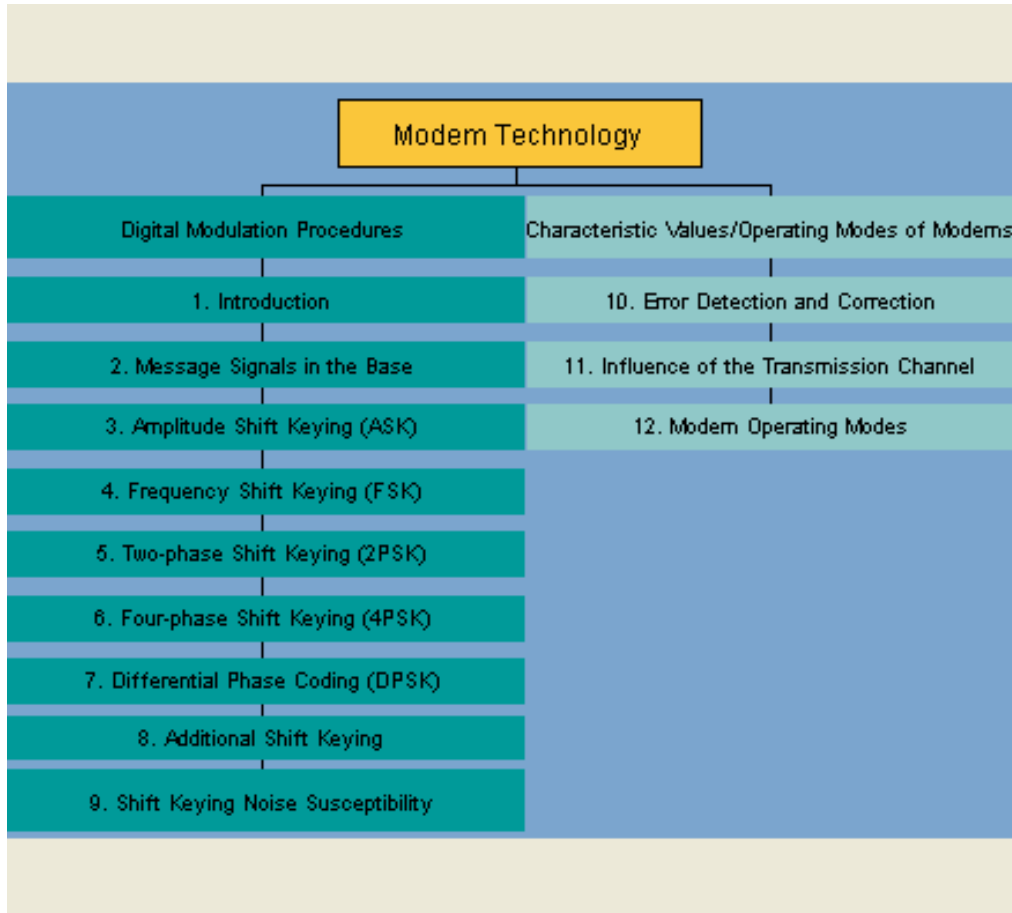 Modem Technology
Digital Modulation Procedures
1. Introduction
2. Message Signals in the Base
3. Amplitude Shift Keying (ASK)
4. Frequency Shift Keying (FSK)
5. Two-phase Shift Keying (2PSK)
6. Four-phase Shift Keying (4PSK)
7. Differential Phase Coding (DPSK)
8. Additional Shift Keying
9. Shift Keying Noise Susceptibility
Characteristic Values/Operating Modes of Modems
10. Error Detection and Correction
11. Influence of the Transmission Channel
12. Modem Operating Modes